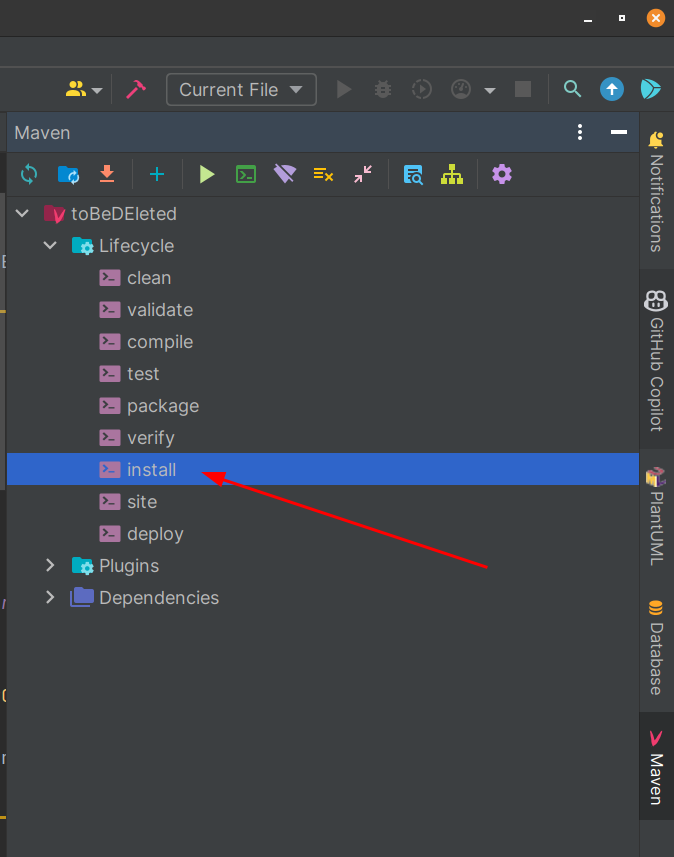 Current File
Maven
toBeDEleted
Lifecycle
clean
validate
compile
test
package
verify
install
site
deploy
Plugins
Dependencies
Notifications
GitHub Copilot
PlantUML
Database
Maven